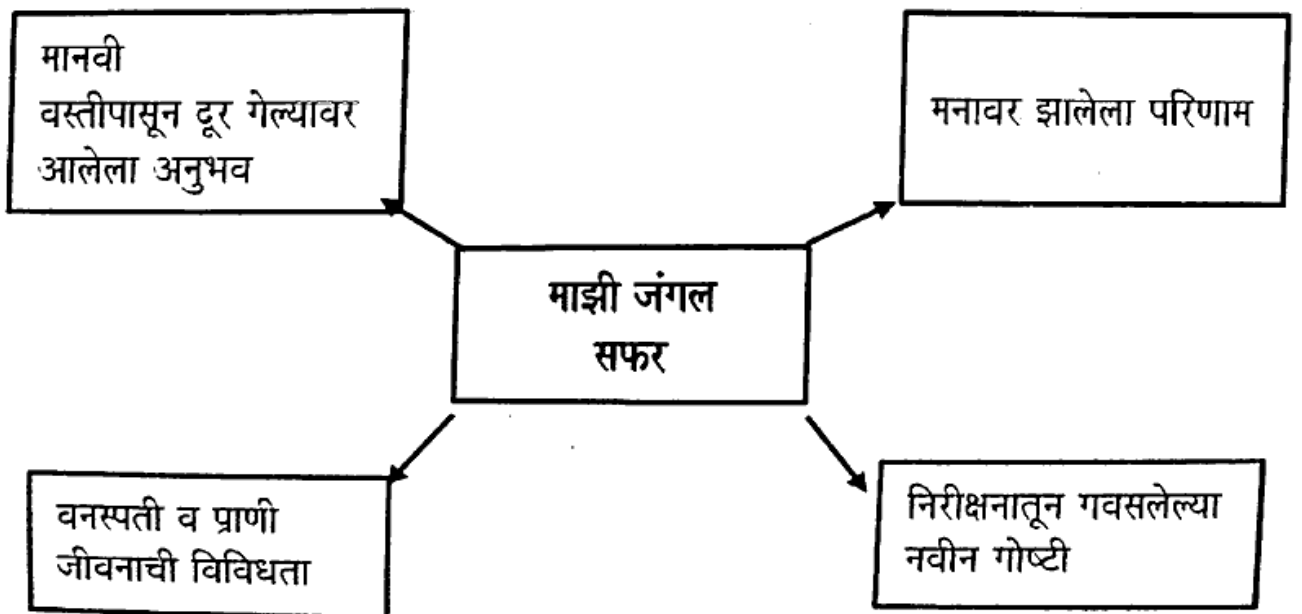 मानवी
वस्तीपासून दूर गेल्यावर
आलेला अनुभव
मनावर झालेला परिणाम
माझी जंगल
सफर
वनस्पती व प्राणी
जीवनाची विविधता
निरीक्षनातून गवसलेल्या
नवीन गोष्टी